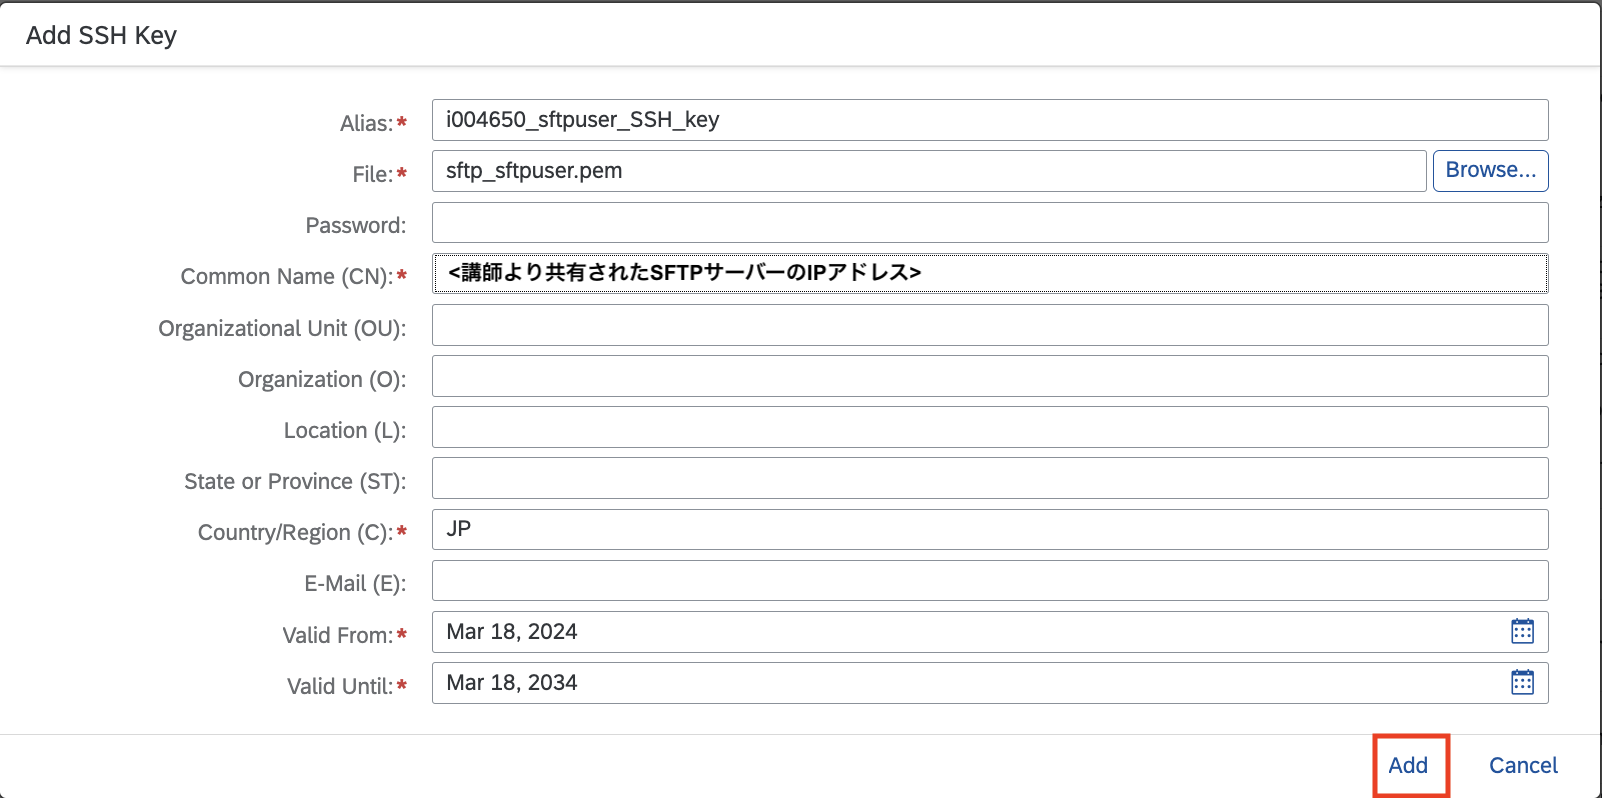 Add SSH Key
Alias:* i004650_sftpuser_SSH_key
File:* sftp_sftpuser.pem Browse...
Password:
Common Name (CN):* <講師より共有されたSFTPサーバーのIPアドレス>
Organizational Unit (OU):
Organization (O):
Location (L):
State or Province (ST):
Country/Region (C):* JP
E-Mail (E):
Valid From:* Mar 18, 2024
Valid Until:* Mar 18, 2034
Add Cancel